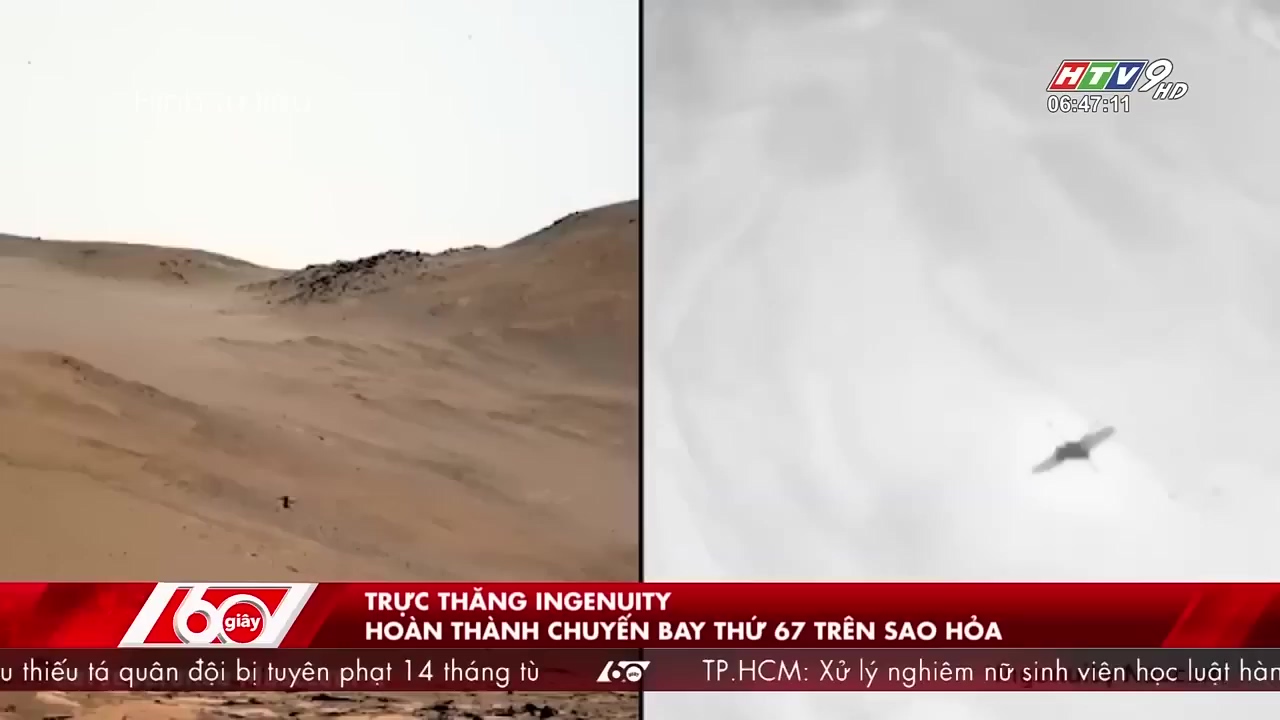 HTV9 HD
06:47:11
60 giây
TRỰC THĂNG INGENUITY
HOÀN THÀNH CHUYẾN BAY THỨ 67 TRÊN SAO HỎA
u thiếu tá quân đội bị tuyên phạt 14 tháng tù 60 giây TP.HCM: Xử lý nghiêm nữ sinh viên học luật hàn